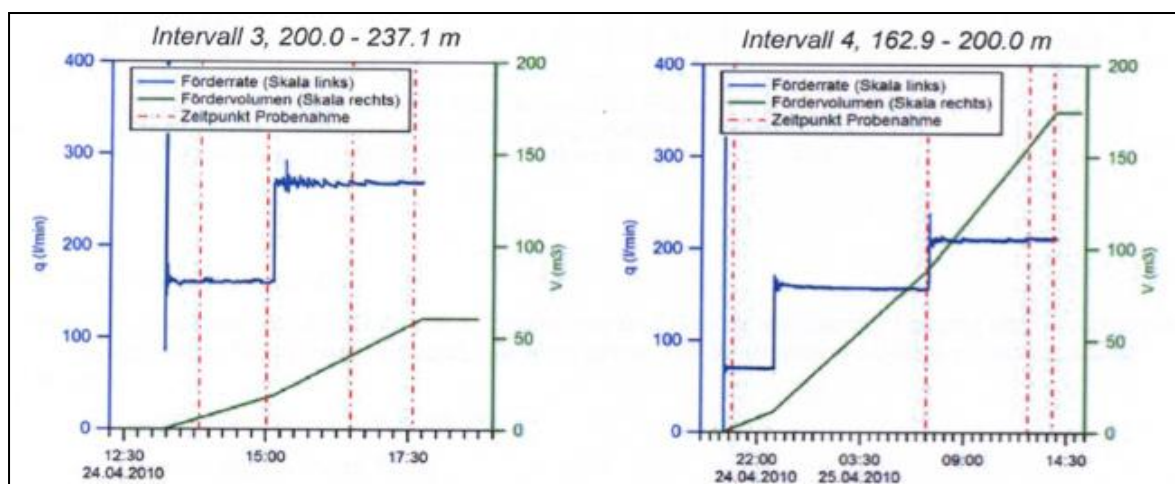 Intervall 3, 200.0 - 237.1 m
400
300
200
100
0
q (l/min)
Förderrate (Skala links)
Fördervolumen (Skala rechts)
Zeitpunkt Probenahme
200
150
100
50
0
V (m3)
12:30
15:00
17:30
24.04.2010
Intervall 4, 162.9 - 200.0 m
400
300
200
100
0
q (l/min)
Förderrate (Skala links)
Fördervolumen (Skala rechts)
Zeitpunkt Probenahme
200
150
100
50
0
V (m3)
22:00
03:30
09:00
14:30
24.04.2010
25.04.2010